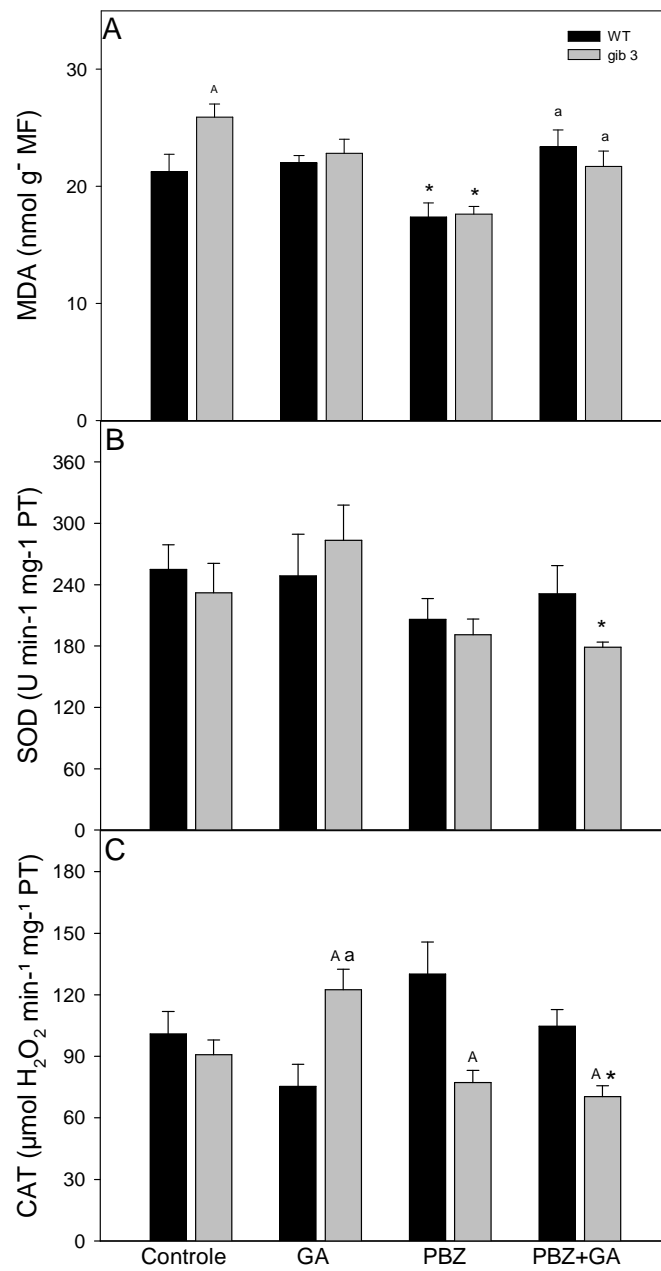 A
WT
gib 3
MDA (nmol g⁻ MF)
30
20
10
0
A
*
*
a
a
B
SOD (U min-1 mg-1 PT)
360
300
240
180
120
60
0
*
C
CAT (µmol H₂O₂ min-¹ mg-¹ PT)
180
150
120
90
60
30
0
A a
A
A *
Controle GA PBZ PBZ+GA